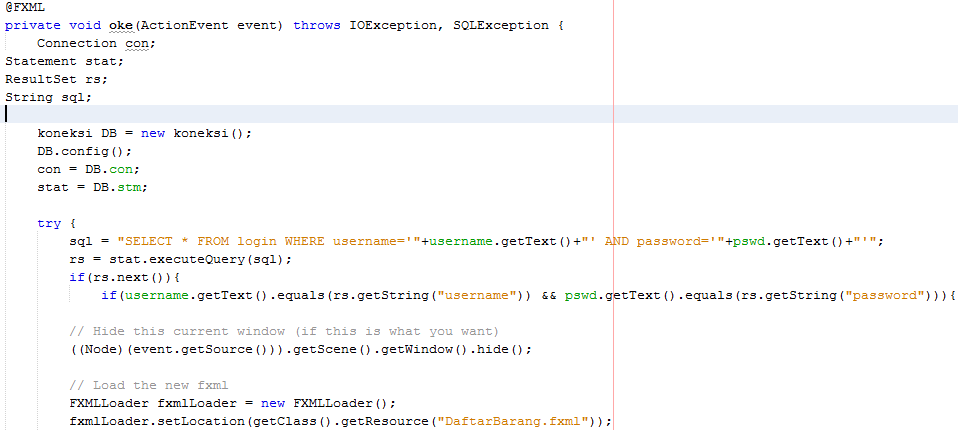 @FXML
private void oke(ActionEvent event) throws IOException, SQLException {
Connection con;
Statement stat;
ResultSet rs;
String sql;
koneksi DB = new koneksi();
DB.config();
con = DB.con;
stat = DB.stm;
try {
sql = "SELECT * FROM login WHERE username='"+username.getText()+"' AND password='"+pswd.getText()+"'";
rs = stat.executeQuery(sql);
if(rs.next()){
if(username.getText().equals(rs.getString("username")) && pswd.getText().equals(rs.getString("password"))){
// Hide this current window (if this is what you want)
((Node)(event.getSource())).getScene().getWindow().hide();
// Load the new fxml
FXMLLoader fxmlLoader = new FXMLLoader();
fxmlLoader.setLocation(getClass().getResource("DaftarBarang.fxml"));